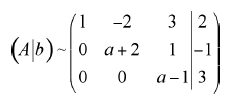 (A|b) ~ ( 1 -2 3 | 2
0 a+2 1 | -1
0 0 a-1 | 3 )